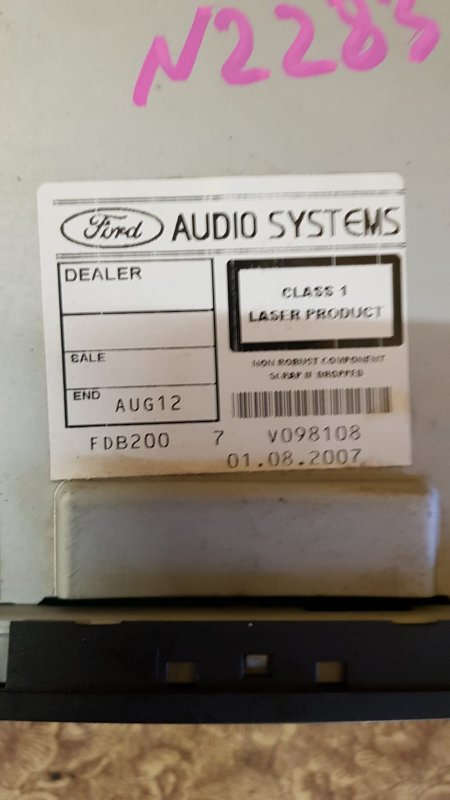 N2283
Ford AUDIO SYSTEMS
DEALER
CLASS 1
LASER PRODUCT
SALE
NON ROBUST COMPONENT
SCRAP IF DROPPED
END AUG12
FDB200 7 V098108
01.08.2007